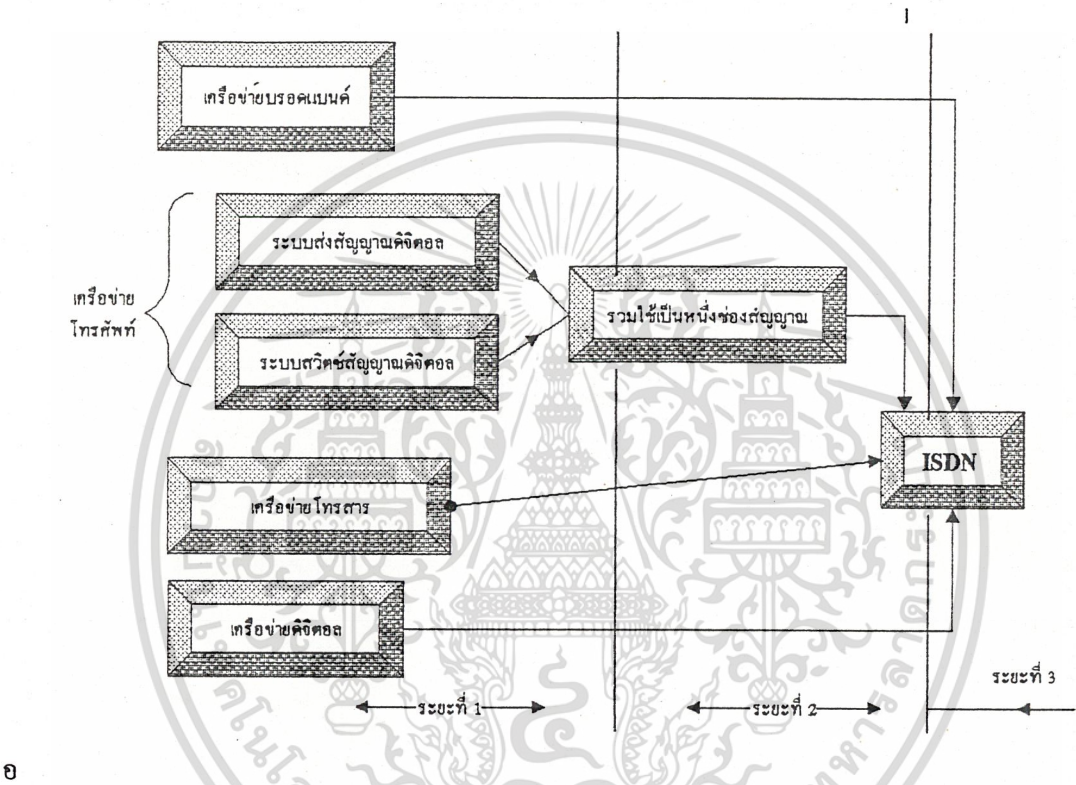 เครือข่ายบรอดแบนด์
ระบบส่งสัญญาณดิจิตอล
เครือข่าย
โทรศัพท์
รวมใช้เป็นหนึ่งช่องสัญญาณ
ระบบสวิตช์สัญญาณดิจิตอล
ISDN
เครือข่ายโทรสาร
เครือข่ายดิจิตอล
ระยะที่ 1
ระยะที่ 2
ระยะที่ 3
อ